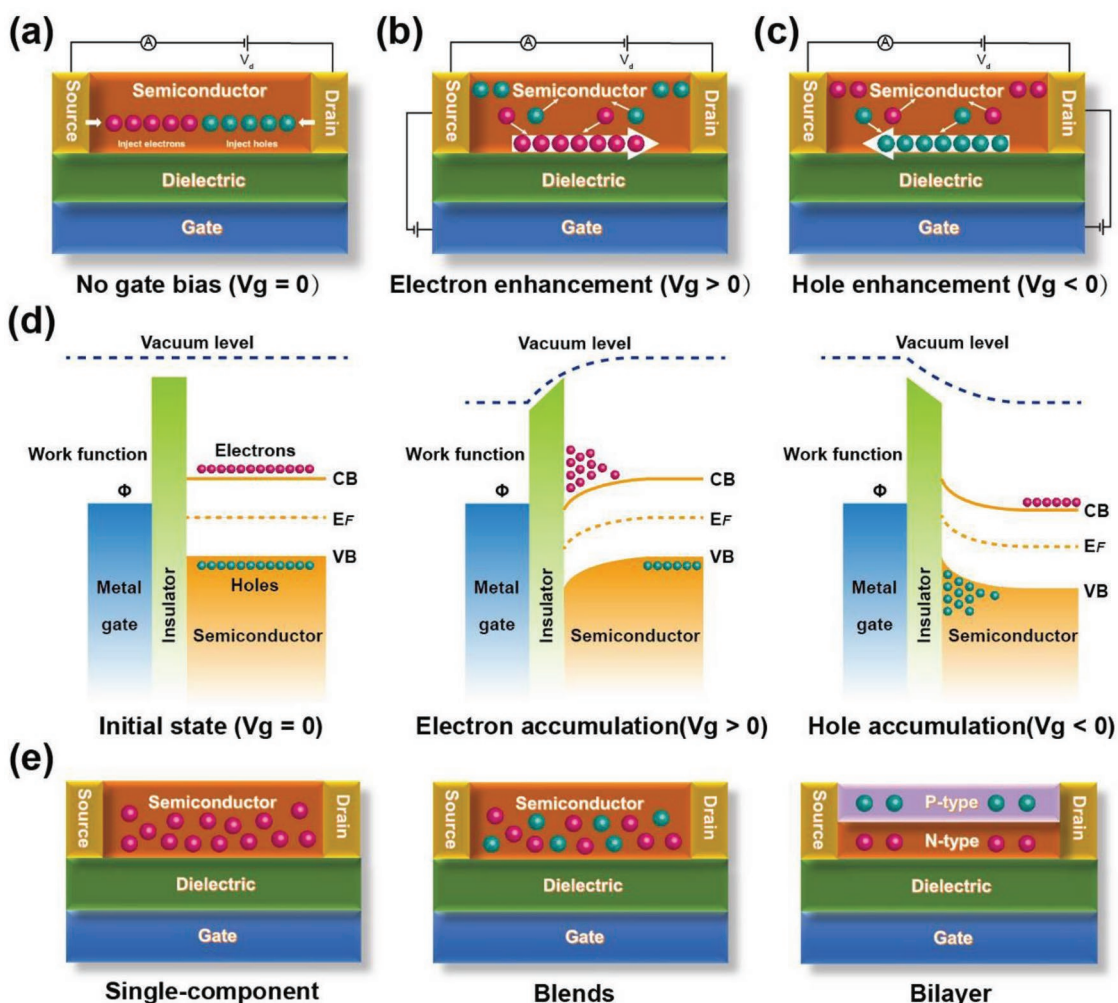 (a)
A
Vd
Source
Semiconductor
Drain
Inject electrons
Inject holes
Dielectric
Gate
No gate bias (Vg = 0)
(b)
A
Vd
Source
Semiconductor
Drain
Dielectric
Gate
Electron enhancement (Vg > 0)
(c)
A
Vd
Source
Semiconductor
Drain
Dielectric
Gate
Hole enhancement (Vg < 0)
(d)
Vacuum level
Work function
Φ
Electrons
CB
EF
VB
Holes
Metal
gate
Insulator
Semiconductor
Initial state (Vg = 0)
Vacuum level
Work function
Φ
CB
EF
VB
Metal
gate
Insulator
Semiconductor
Electron accumulation(Vg > 0)
Vacuum level
Work function
Φ
CB
EF
VB
Metal
gate
Insulator
Semiconductor
Hole accumulation(Vg < 0)
(e)
Source
Semiconductor
Drain
Dielectric
Gate
Single-component
Source
Semiconductor
Drain
Dielectric
Gate
Blends
Source
P-type
N-type
Drain
Dielectric
Gate
Bilayer